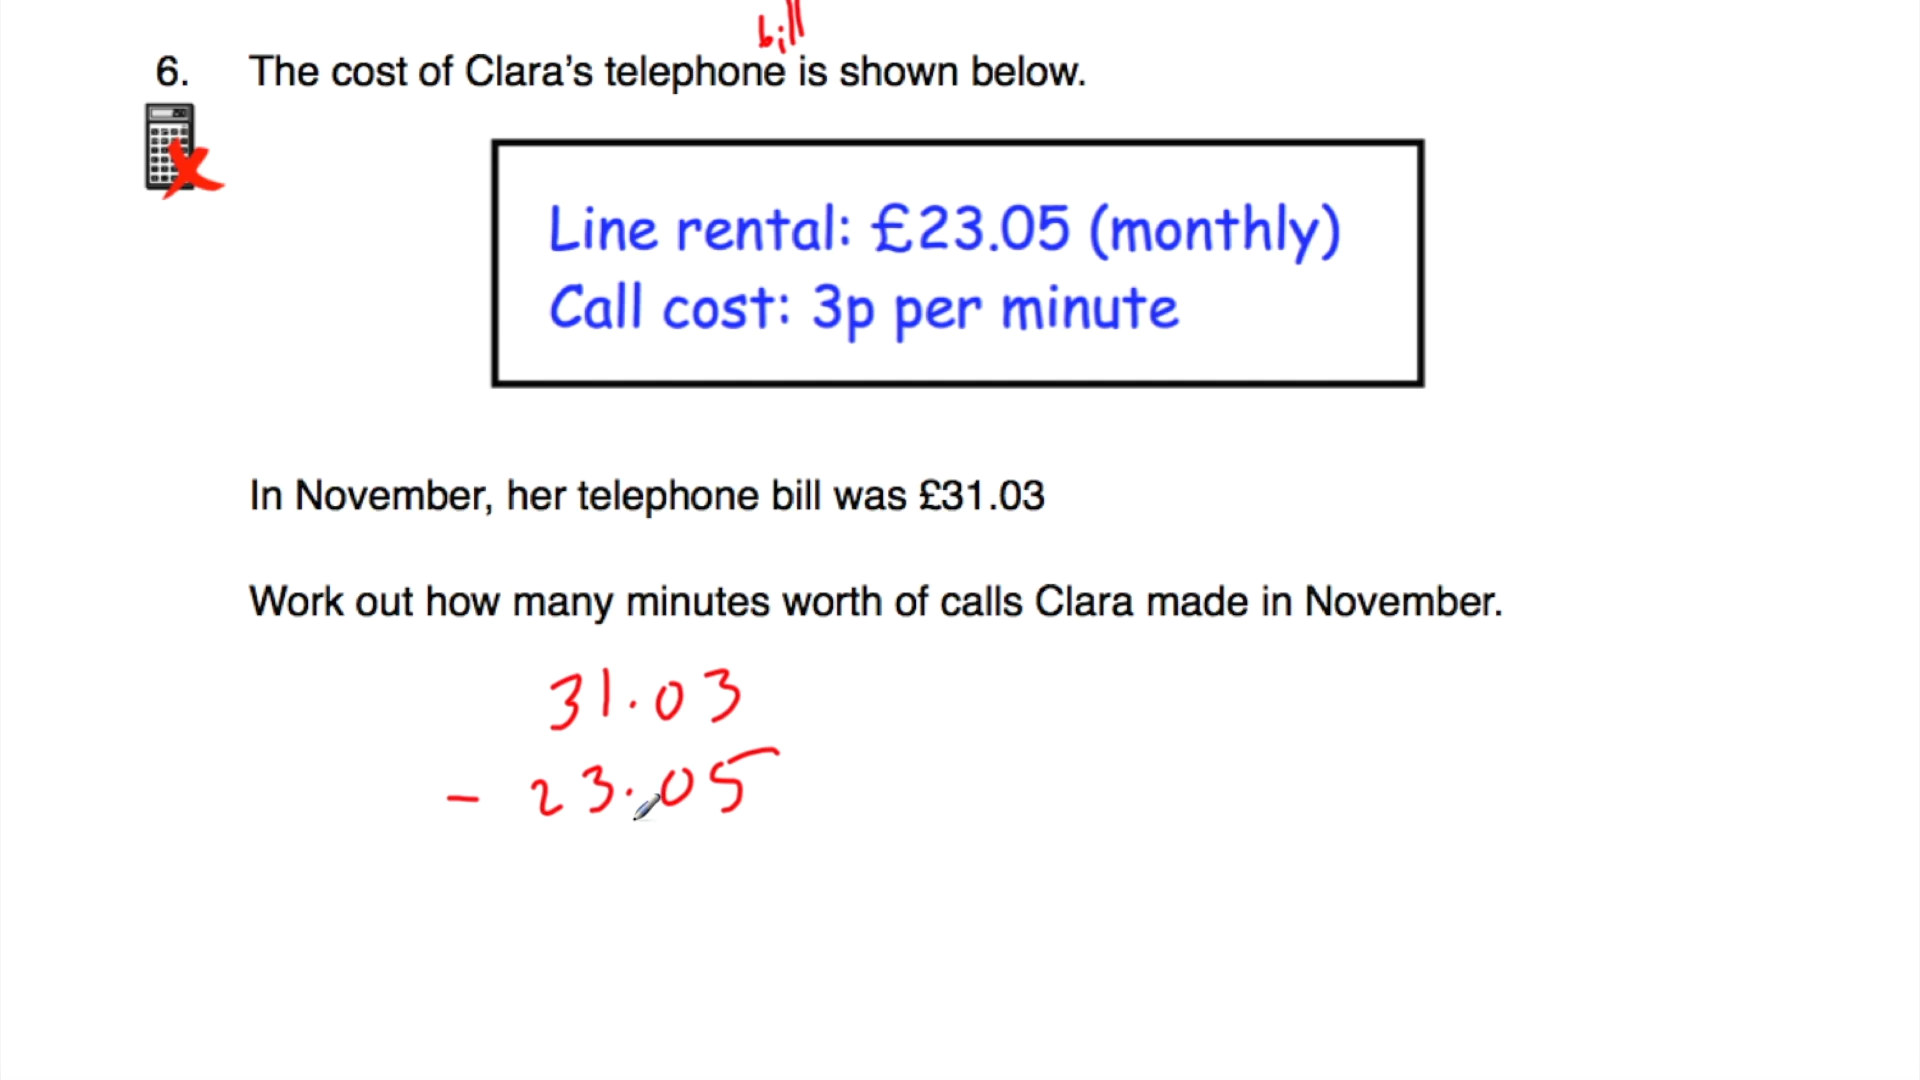 bill
6. The cost of Clara's telephone is shown below.
Line rental: £23.05 (monthly)
Call cost: 3p per minute
In November, her telephone bill was £31.03
Work out how many minutes worth of calls Clara made in November.
31.03
- 23.05